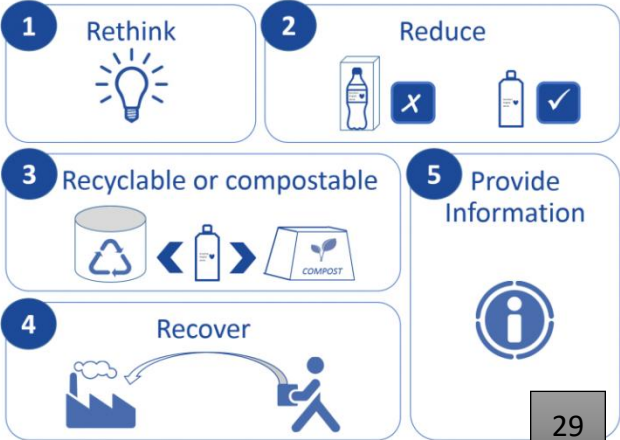 1
Rethink
2
Reduce
X
✓
3
Recyclable or compostable
COMPOST
4
Recover
5
Provide
Information
29